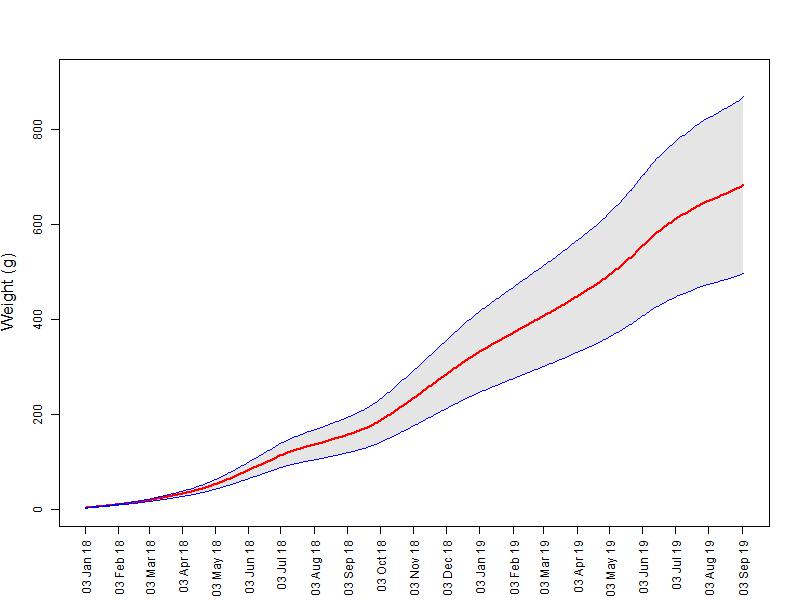 Weight (g)
800
600
400
200
0
03 Jan 18
03 Feb 18
03 Mar 18
03 Apr 18
03 May 18
03 Jun 18
03 Jul 18
03 Aug 18
03 Sep 18
03 Oct 18
03 Nov 18
03 Dec 18
03 Jan 19
03 Feb 19
03 Mar 19
03 Apr 19
03 May 19
03 Jun 19
03 Jul 19
03 Aug 19
03 Sep 19